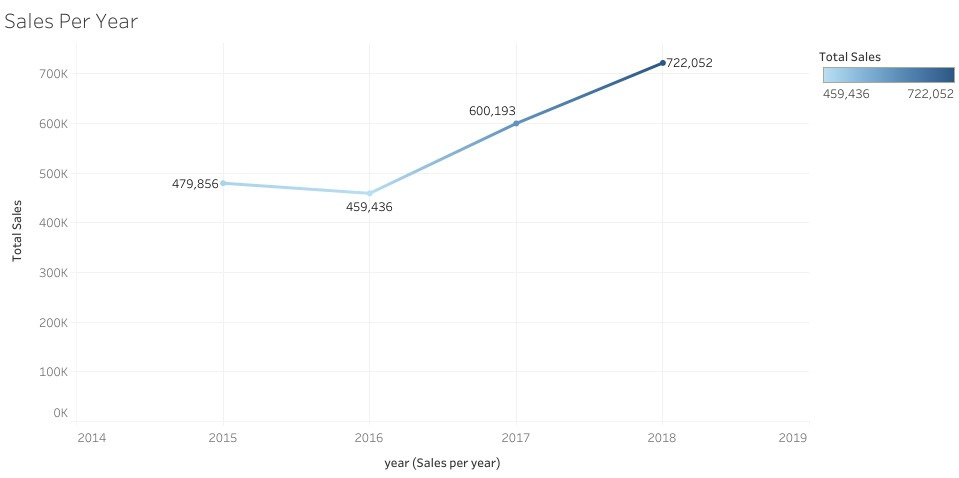 Sales Per Year
Total Sales
459,436 722,052
700K
600K
500K
400K
300K
200K
100K
0K
Total Sales
479,856
459,436
600,193
722,052
2014 2015 2016 2017 2018 2019
year (Sales per year)